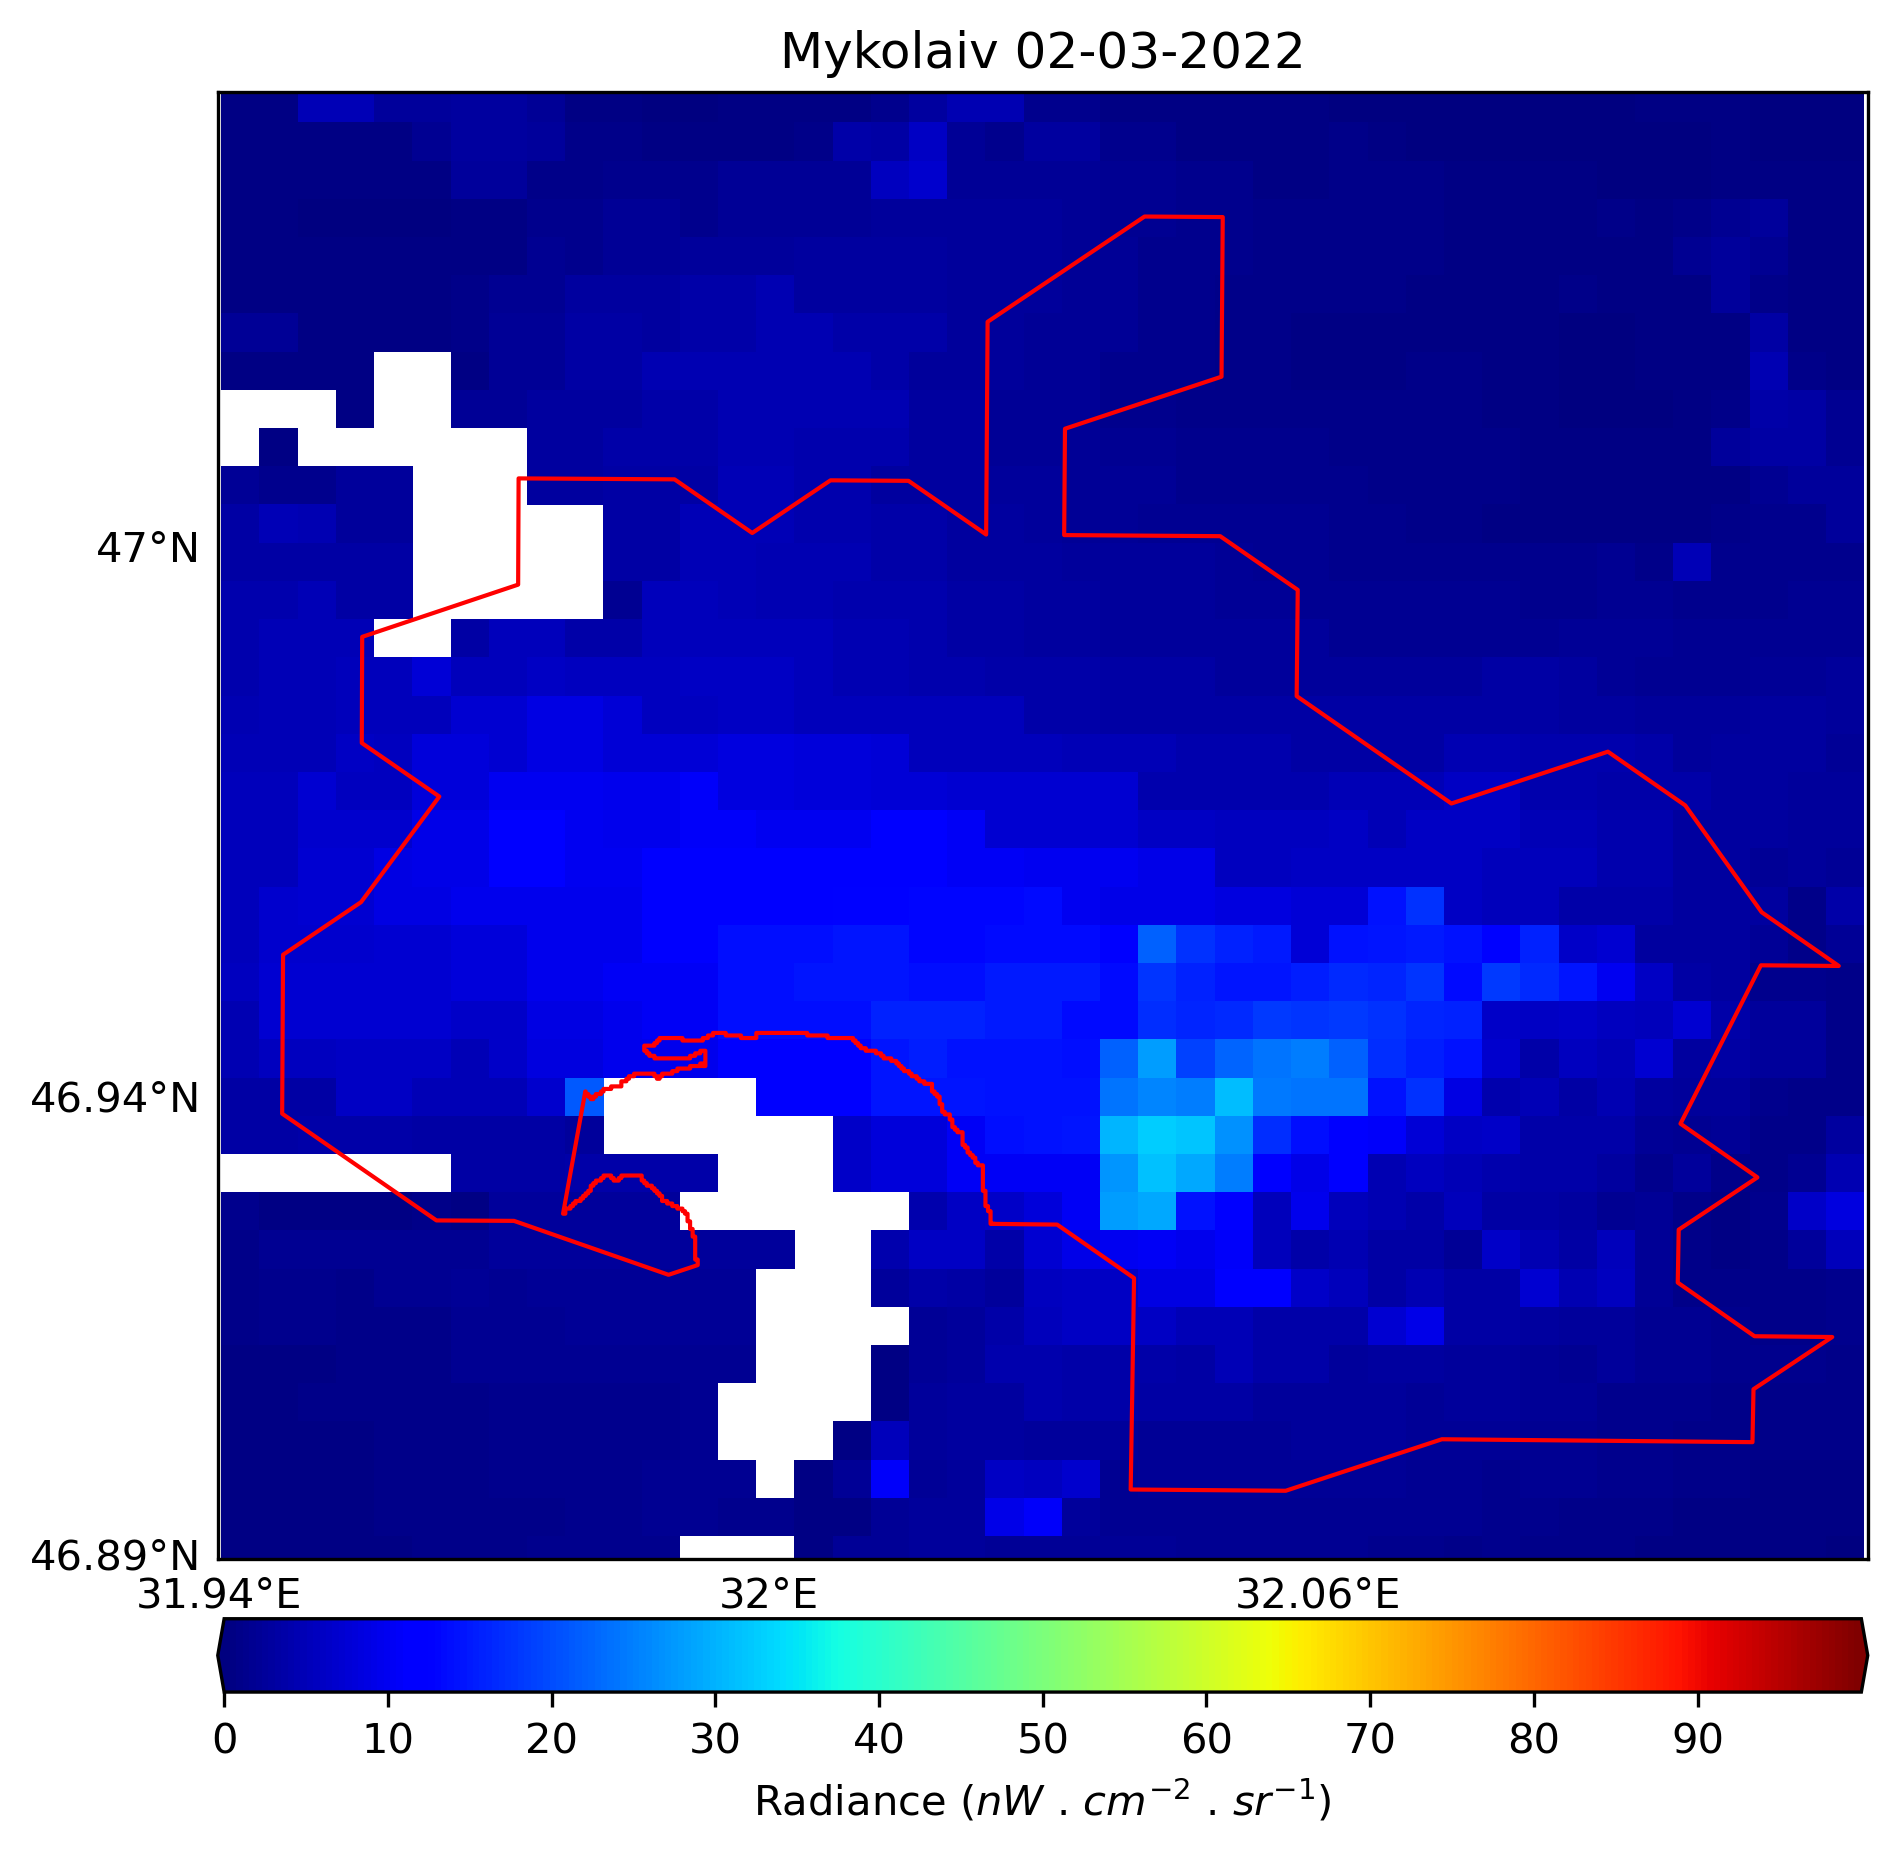 Mykolaiv 02-03-2022
47°N
46.94°N
46.89°N
31.94°E 32°E 32.06°E
0 10 20 30 40 50 60 70 80 90
Radiance (nW . cm⁻² . sr⁻¹)